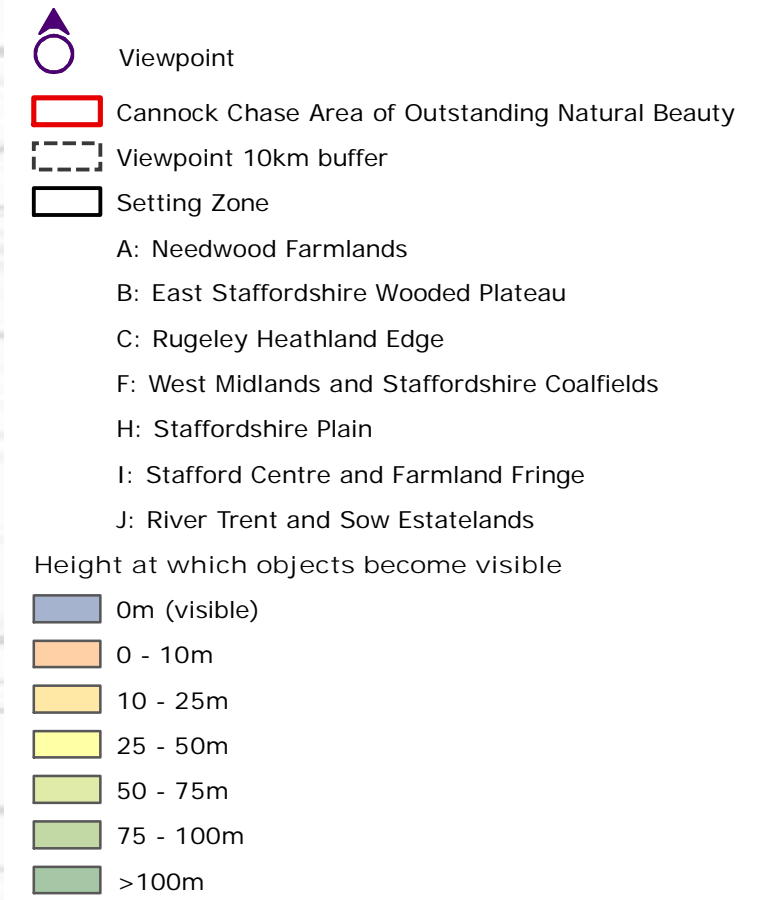 Viewpoint
Cannock Chase Area of Outstanding Natural Beauty
Viewpoint 10km buffer
Setting Zone
A: Needwood Farmlands
B: East Staffordshire Wooded Plateau
C: Rugeley Heathland Edge
F: West Midlands and Staffordshire Coalfields
H: Staffordshire Plain
I: Stafford Centre and Farmland Fringe
J: River Trent and Sow Estatelands
Height at which objects become visible
0m (visible)
0 - 10m
10 - 25m
25 - 50m
50 - 75m
75 - 100m
>100m